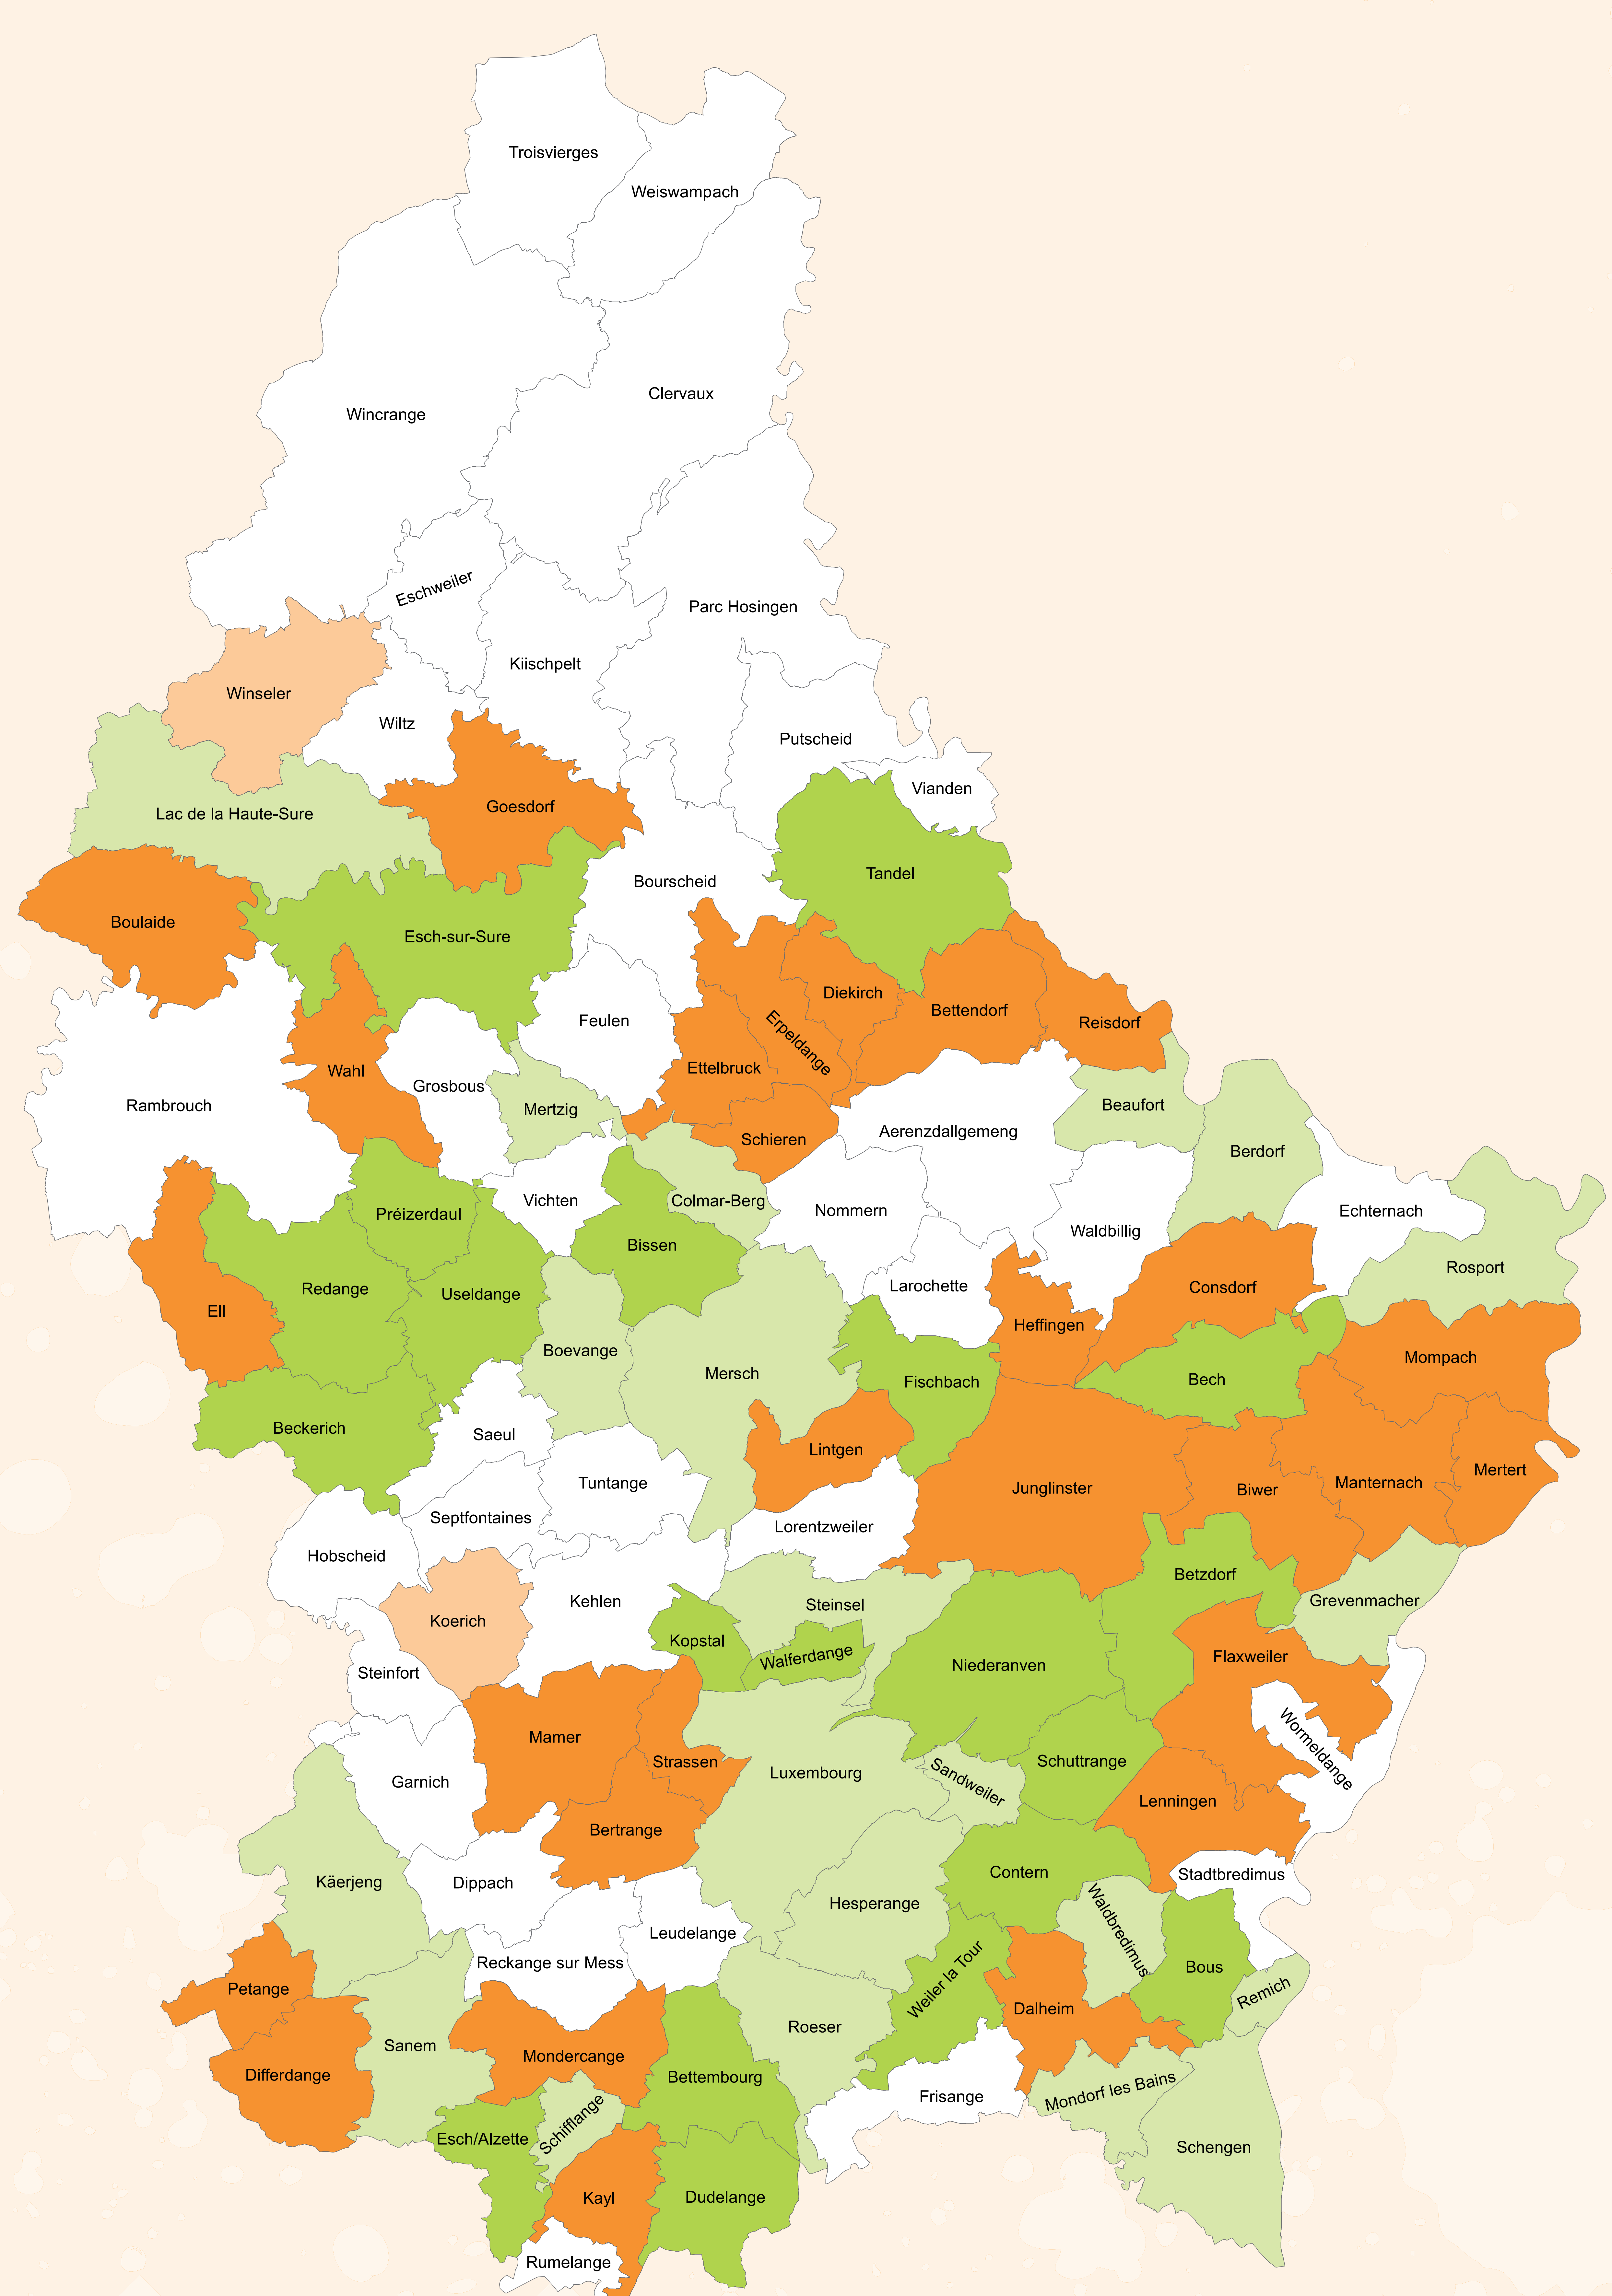 Troisvierges
Weiswampach
Clervaux
Wincrange
Eschweiler
Parc Hosingen
Kiischpelt
Winseler
Wiltz
Putscheid
Vianden
Goesdorf
Lac de la Haute-Sure
Tandel
Bourscheid
Boulaide
Esch-sur-Sure
Diekirch
Bettendorf
Feulen
Reisdorf
Erpeldange
Ettelbruck
Wahl
Grosbous
Rambrouch
Mertzig
Beaufort
Aerenzdallgemeng
Schieren
Berdorf
Vichten
Colmar-Berg
Nommern
Echternach
Préizerdaul
Waldbillig
Bissen
Rosport
Larochette
Consdorf
Redange
Useldange
Ell
Heffingen
Boevange
Mompach
Mersch
Bech
Fischbach
Beckerich
Saeul
Lintgen
Mertert
Tuntange
Manternach
Junglinster
Biwer
Septfontaines
Lorentzweiler
Hobscheid
Betzdorf
Kehlen
Grevenmacher
Steinsel
Koerich
Kopstal
Walferdange
Flaxweiler
Niederanven
Steinfort
Mamer
Wormeldange
Strassen
Schuttrange
Luxembourg
Garnich
Sandweiler
Lenningen
Bertrange
Contern
Stadtbredimus
Käerjeng
Dippach
Hesperange
Waldbredimus
Leudelange
Reckange sur Mess
Bous
Weiler la Tour
Petange
Remich
Dalheim
Roeser
Sanem
Mondercange
Differdange
Bettembourg
Mondorf les Bains
Frisange
Schifflange
Esch/Alzette
Schengen
Kayl
Dudelange
Rumelange